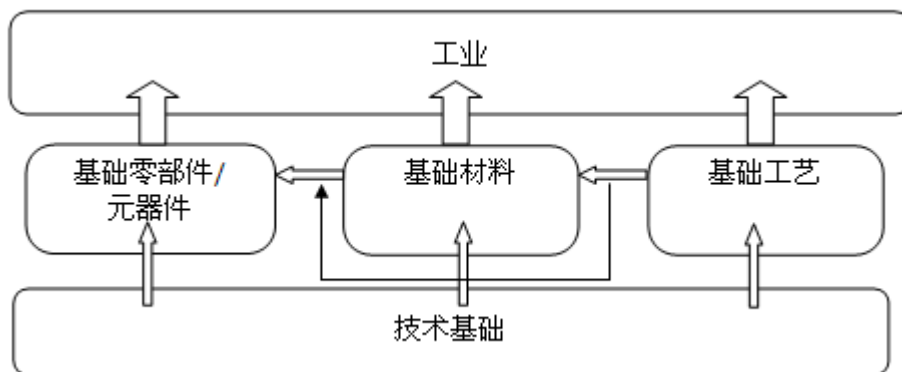 工业
基础零部件/
元器件
基础材料
基础工艺
技术基础